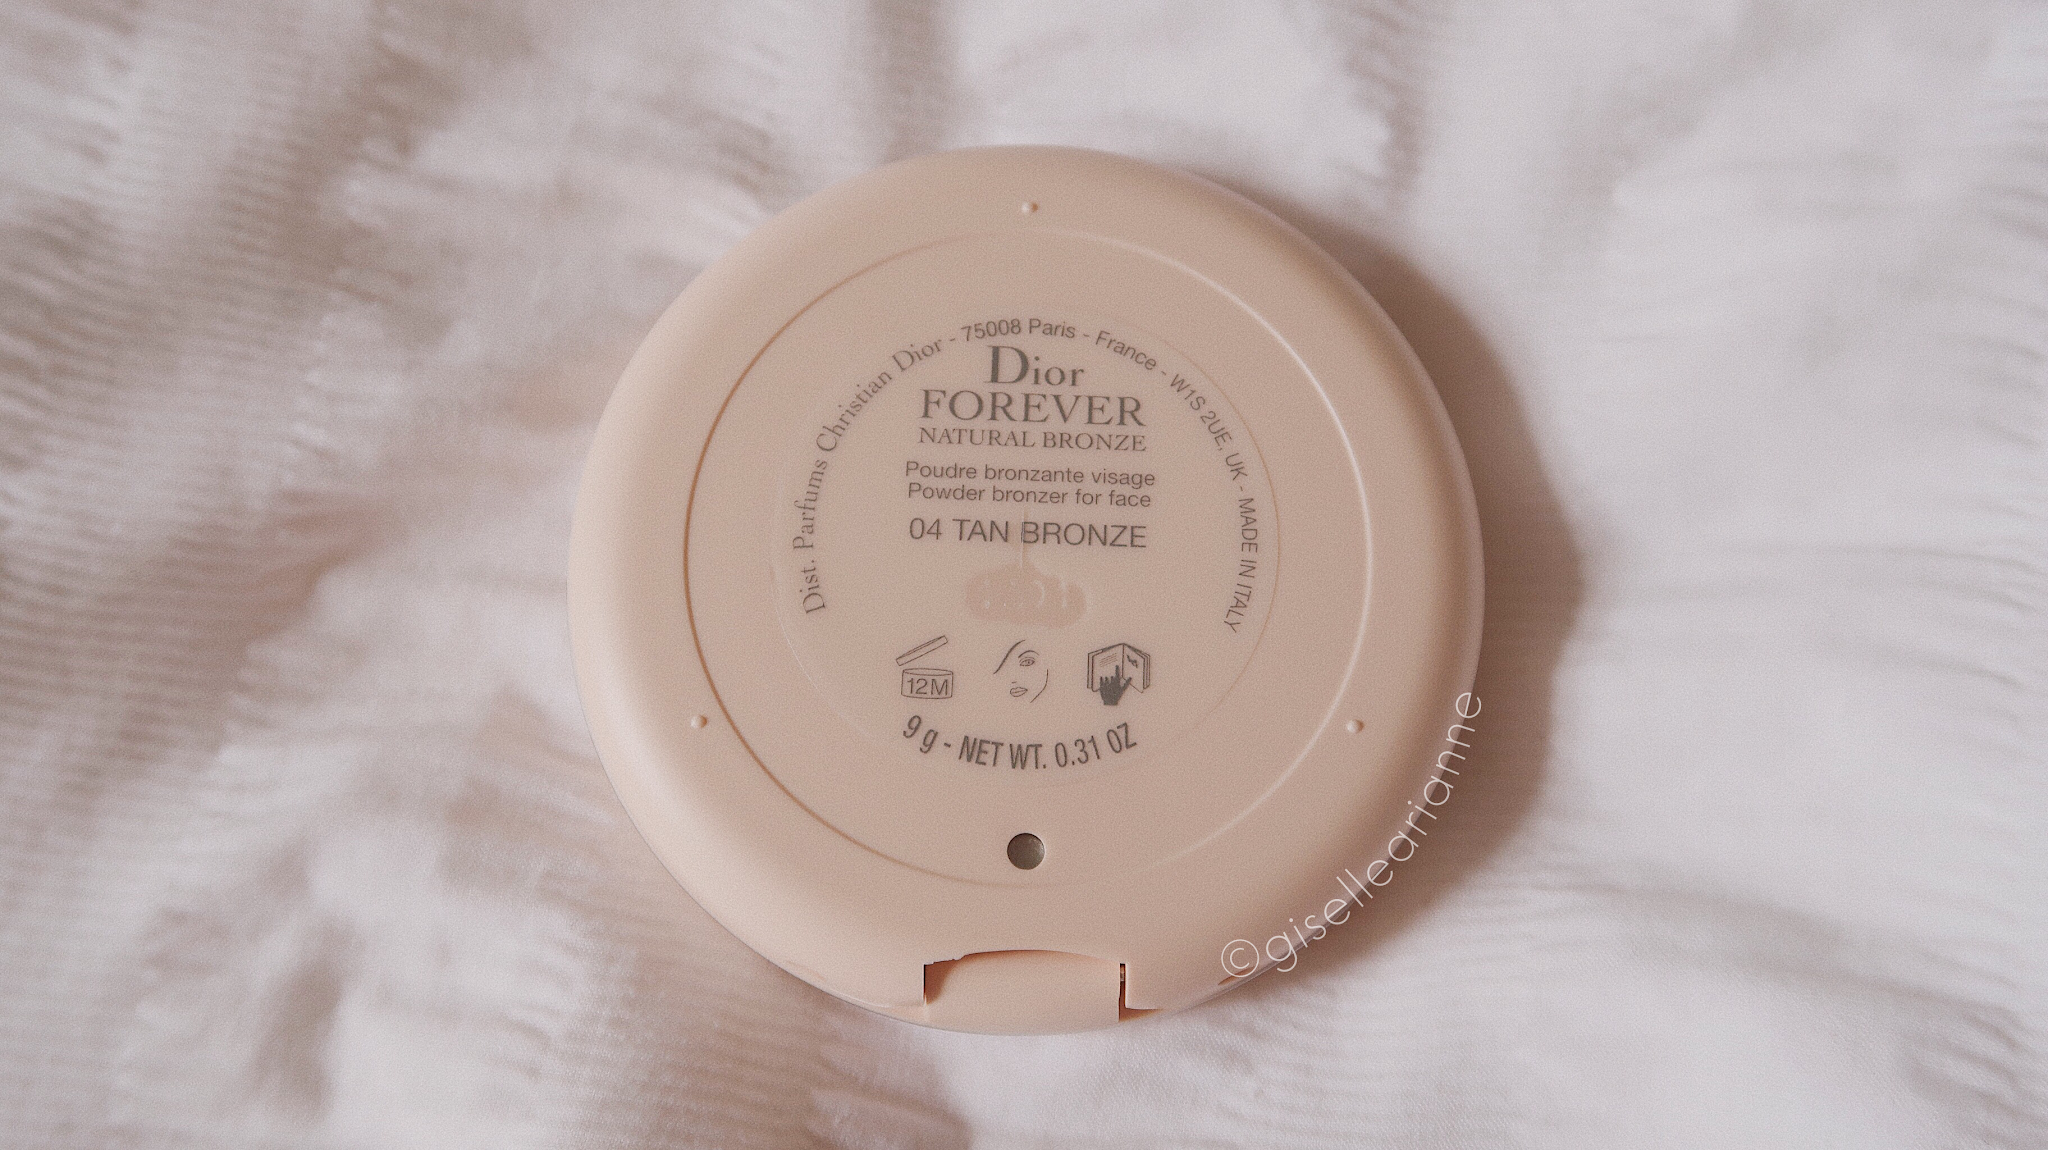 Dist. Parfums Christian Dior - 75008 Paris - France - W1S 2UE, UK - MADE IN ITALY
Dior
FOREVER
NATURAL BRONZE
Poudre bronzante visage
Powder bronzer for face
04 TAN BRONZE
12M
9 g - NET WT. 0.31 OZ
©gisellearianne